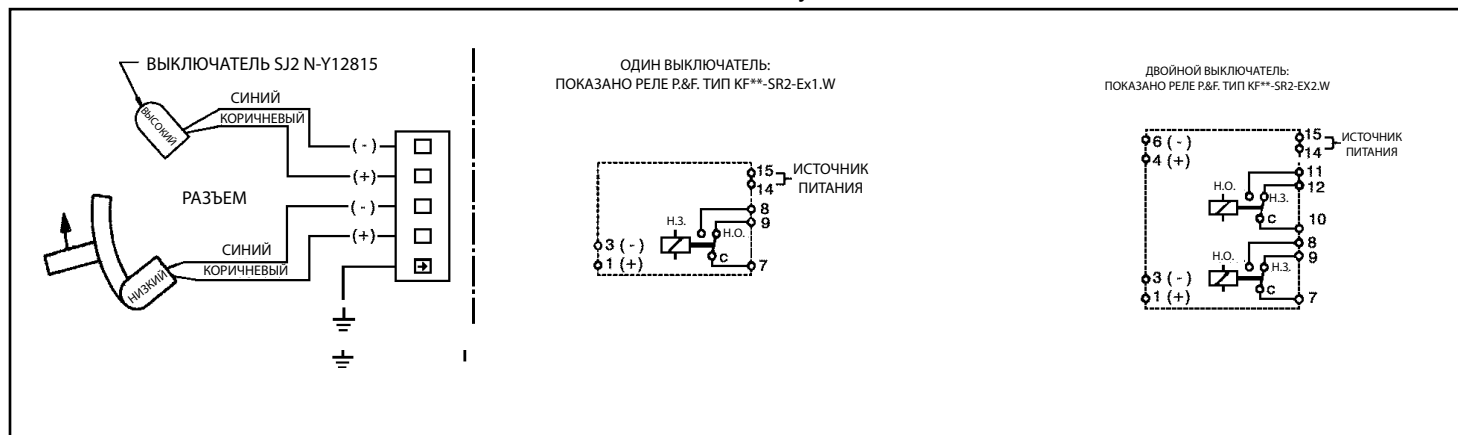 ВЫКЛЮЧАТЕЛЬ SJ2 N-Y12815
СИНИЙ
КОРИЧНЕВЫЙ
ВЫСОКИЙ
(-)
(+)
РАЗЪЕМ
(-)
(+)
СИНИЙ
КОРИЧНЕВЫЙ
НИЗКИЙ
ОДИН ВЫКЛЮЧАТЕЛЬ:
ПОКАЗАНО РЕЛЕ P.&F. ТИП KF**-SR2-Ex1.W
15
14
ИСТОЧНИК
ПИТАНИЯ
8
9
Н.З.
Н.О.
3 (-)
1 (+)
C
7
ДВОЙНОЙ ВЫКЛЮЧАТЕЛЬ:
ПОКАЗАНО РЕЛЕ P.&F. ТИП KF**-SR2-EX2.W
6 (-)
4 (+)
15
14
ИСТОЧНИК
ПИТАНИЯ
11
12
Н.О.
Н.З.
C
10
8
9
Н.О.
Н.З.
3 (-)
1 (+)
C
7